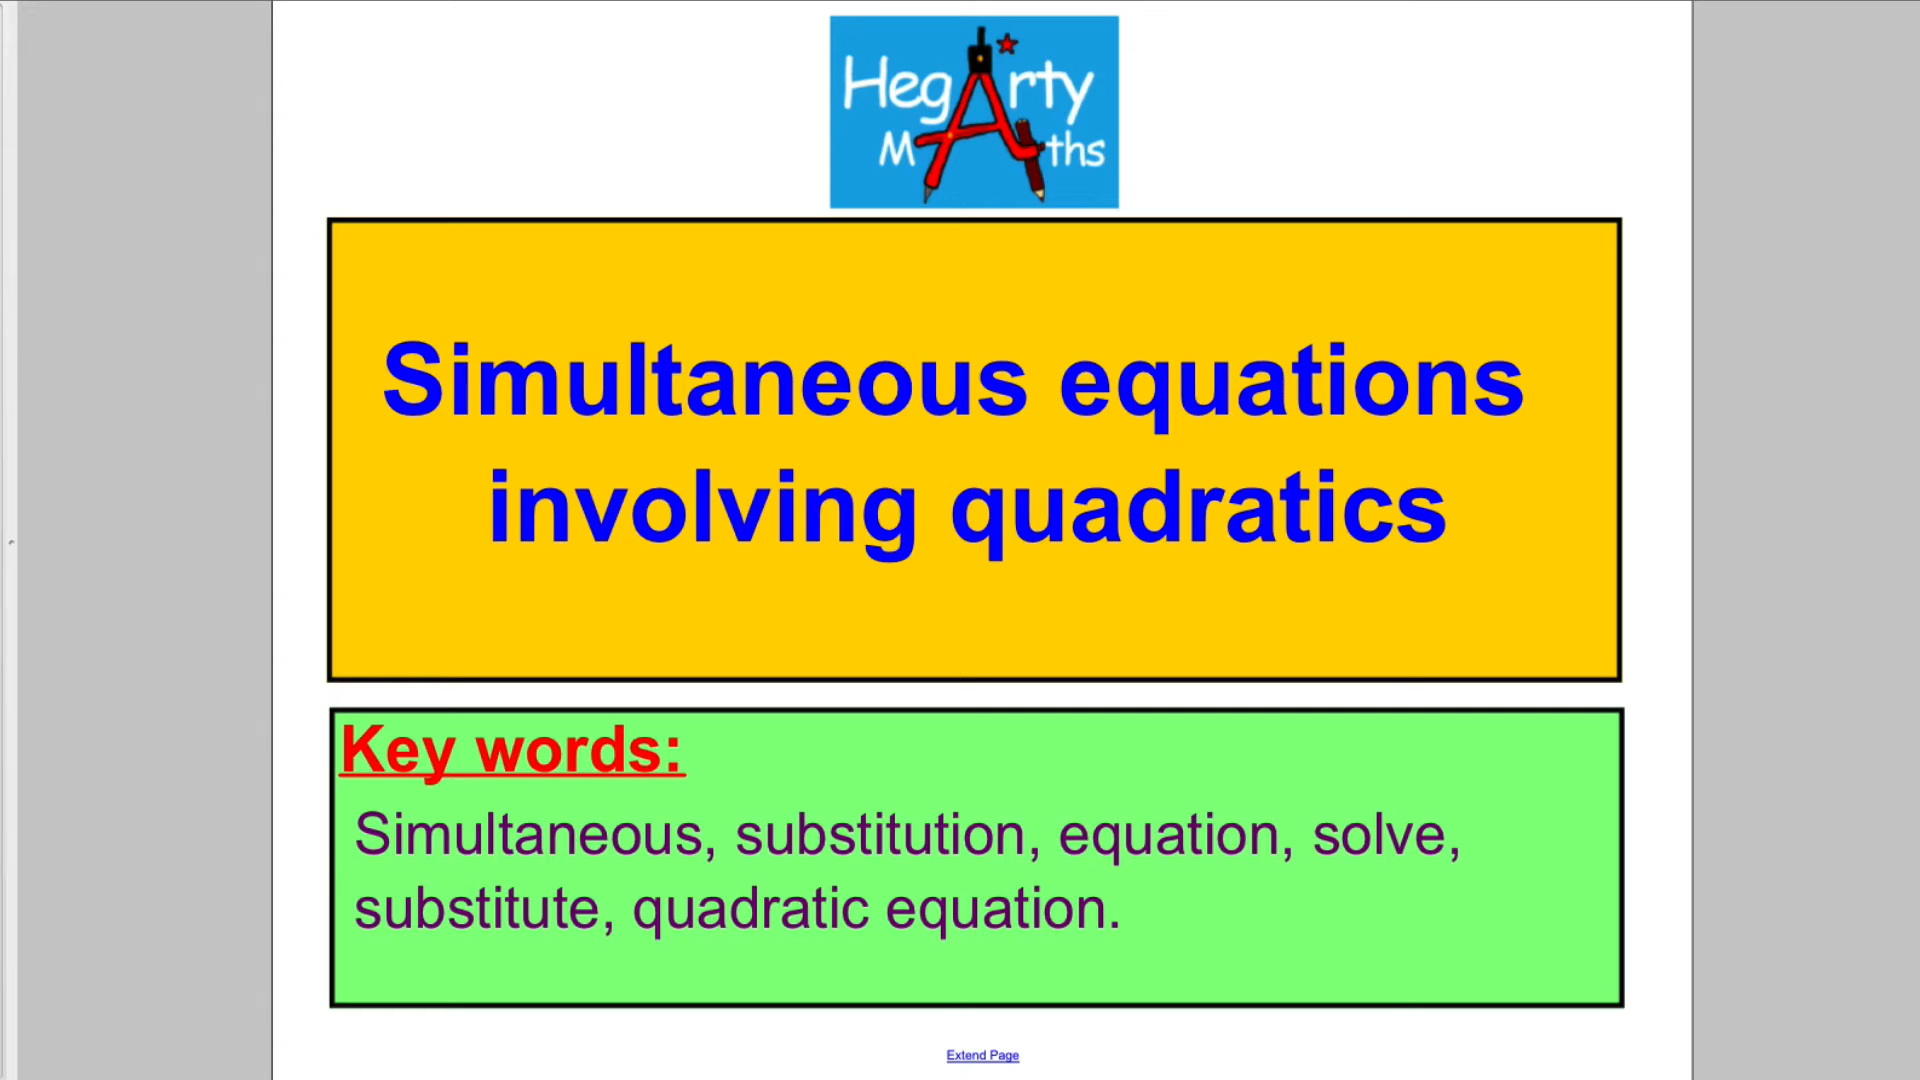 Hegarty
Maths
Simultaneous equations
involving quadratics
Key words:
Simultaneous, substitution, equation, solve,
substitute, quadratic equation.
Extend Page